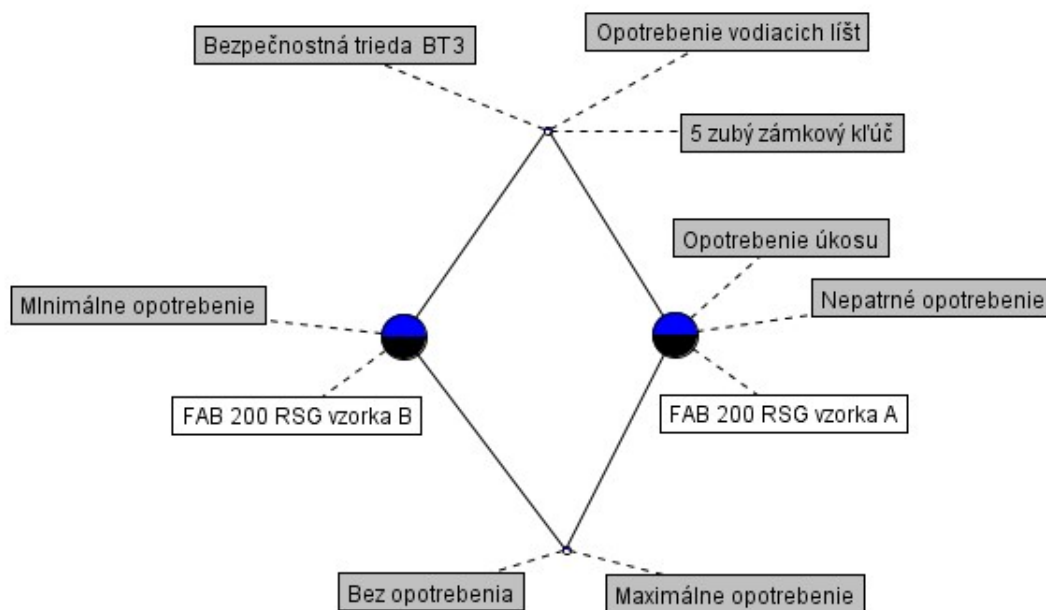 Opotrebenie vodiacich líšt
Bezpečnostná trieda BT3
5 zubý zámkový kľúč
Opotrebenie úkosu
MInimálne opotrebenie
Nepatrné opotrebenie
FAB 200 RSG vzorka B
FAB 200 RSG vzorka A
Bez opotrebenia
Maximálne opotrebenie